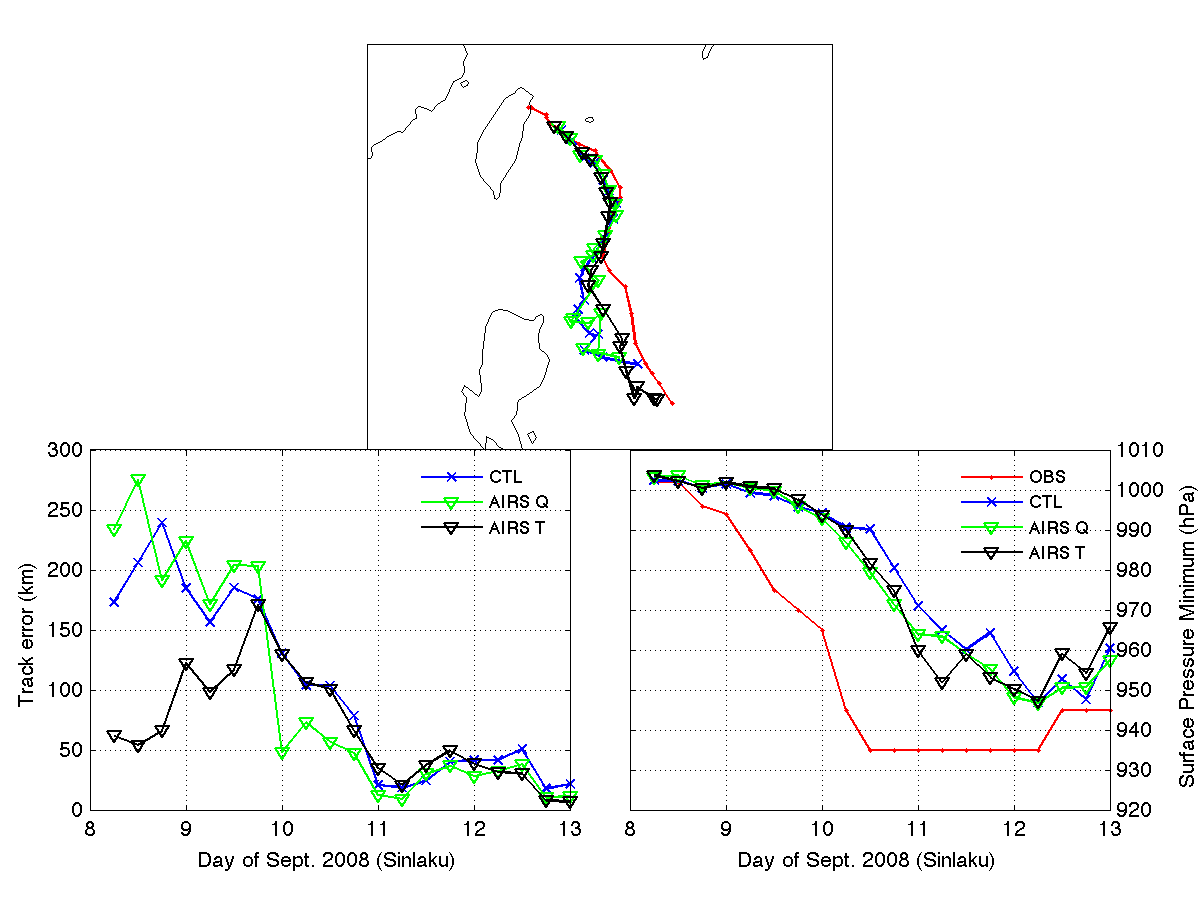 300
250
200
150
100
50
0
Track error (km)
8
9
10
11
12
13
Day of Sept. 2008 (Sinlaku)
CTL
AIRS Q
AIRS T
OBS
CTL
AIRS Q
AIRS T
1010
1000
990
980
970
960
950
940
930
920
Surface Pressure Minimum (hPa)
8
9
10
11
12
13
Day of Sept. 2008 (Sinlaku)